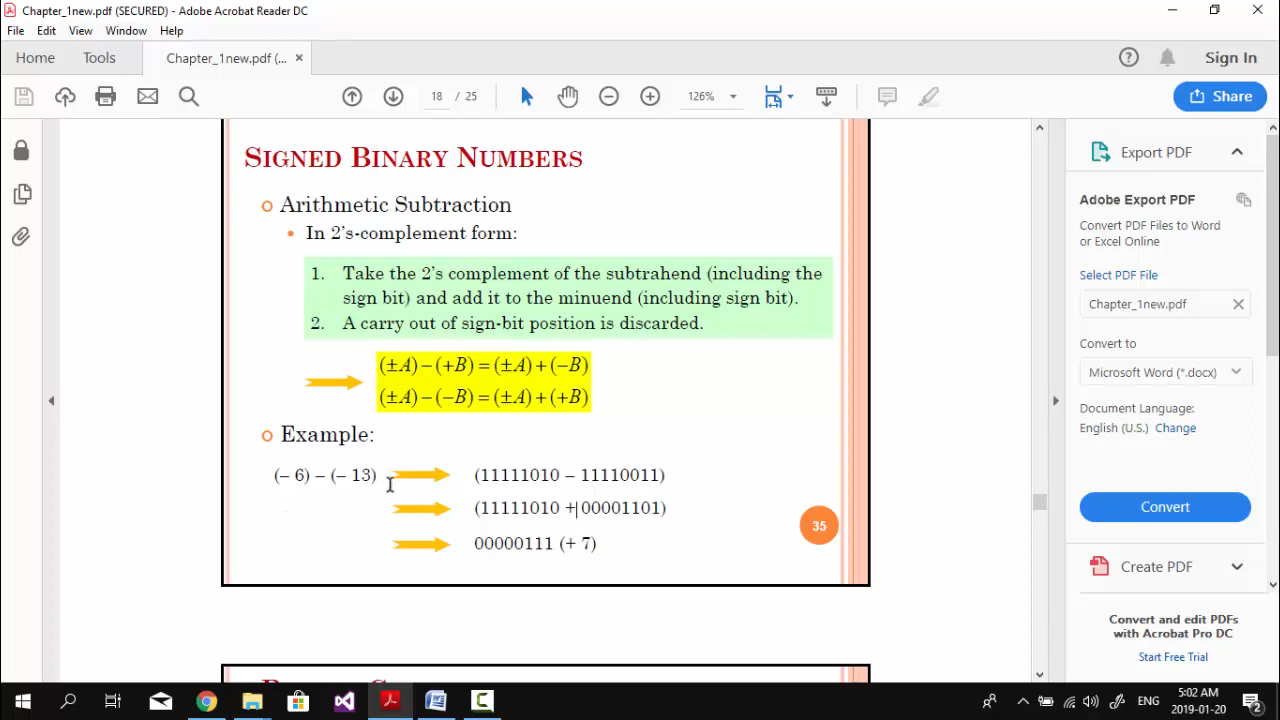 Chapter_1new.pdf (SECURED) - Adobe Acrobat Reader DC
File Edit View Window Help
Home Tools Chapter_1new.pdf (... × Sign In
18 / 25 126% Share
SIGNED BINARY NUMBERS
Arithmetic Subtraction
• In 2's-complement form:
1. Take the 2's complement of the subtrahend (including the
sign bit) and add it to the minuend (including sign bit).
2. A carry out of sign-bit position is discarded.
(±A)−(+B)=(±A)+(−B)
(±A)−(−B)=(±A)+(+B)
Example:
(– 6) – (– 13) (11111010 – 11110011)
(11111010 + 00001101)
00000111 (+ 7)
35
Export PDF
Adobe Export PDF
Convert PDF Files to Word
or Excel Online
Select PDF File
Chapter_1new.pdf
Convert to
Microsoft Word (*.docx)
Document Language:
English (U.S.) Change
Convert
Create PDF
Convert and edit PDFs
with Acrobat Pro DC
Start Free Trial
ENG
5:02 AM
2019-01-20
2